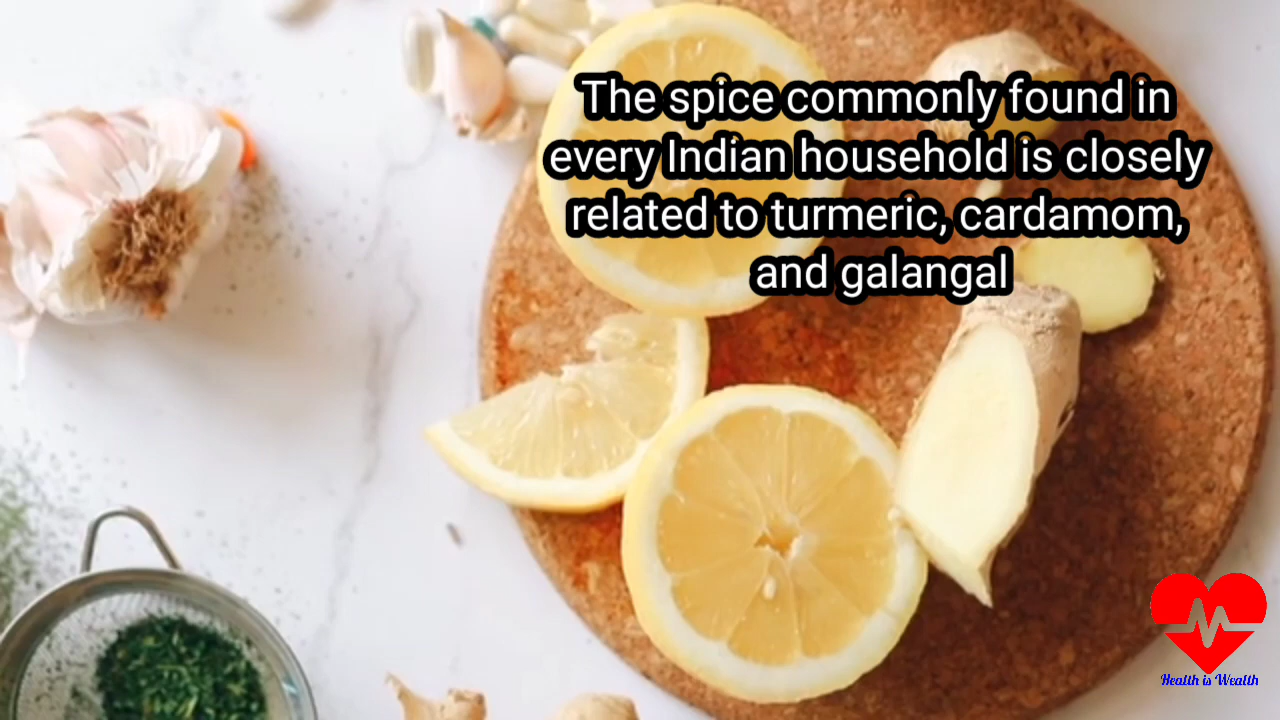 The spice commonly found in
every Indian household is closely
related to turmeric, cardamom,
and galangal
Health is Wealth